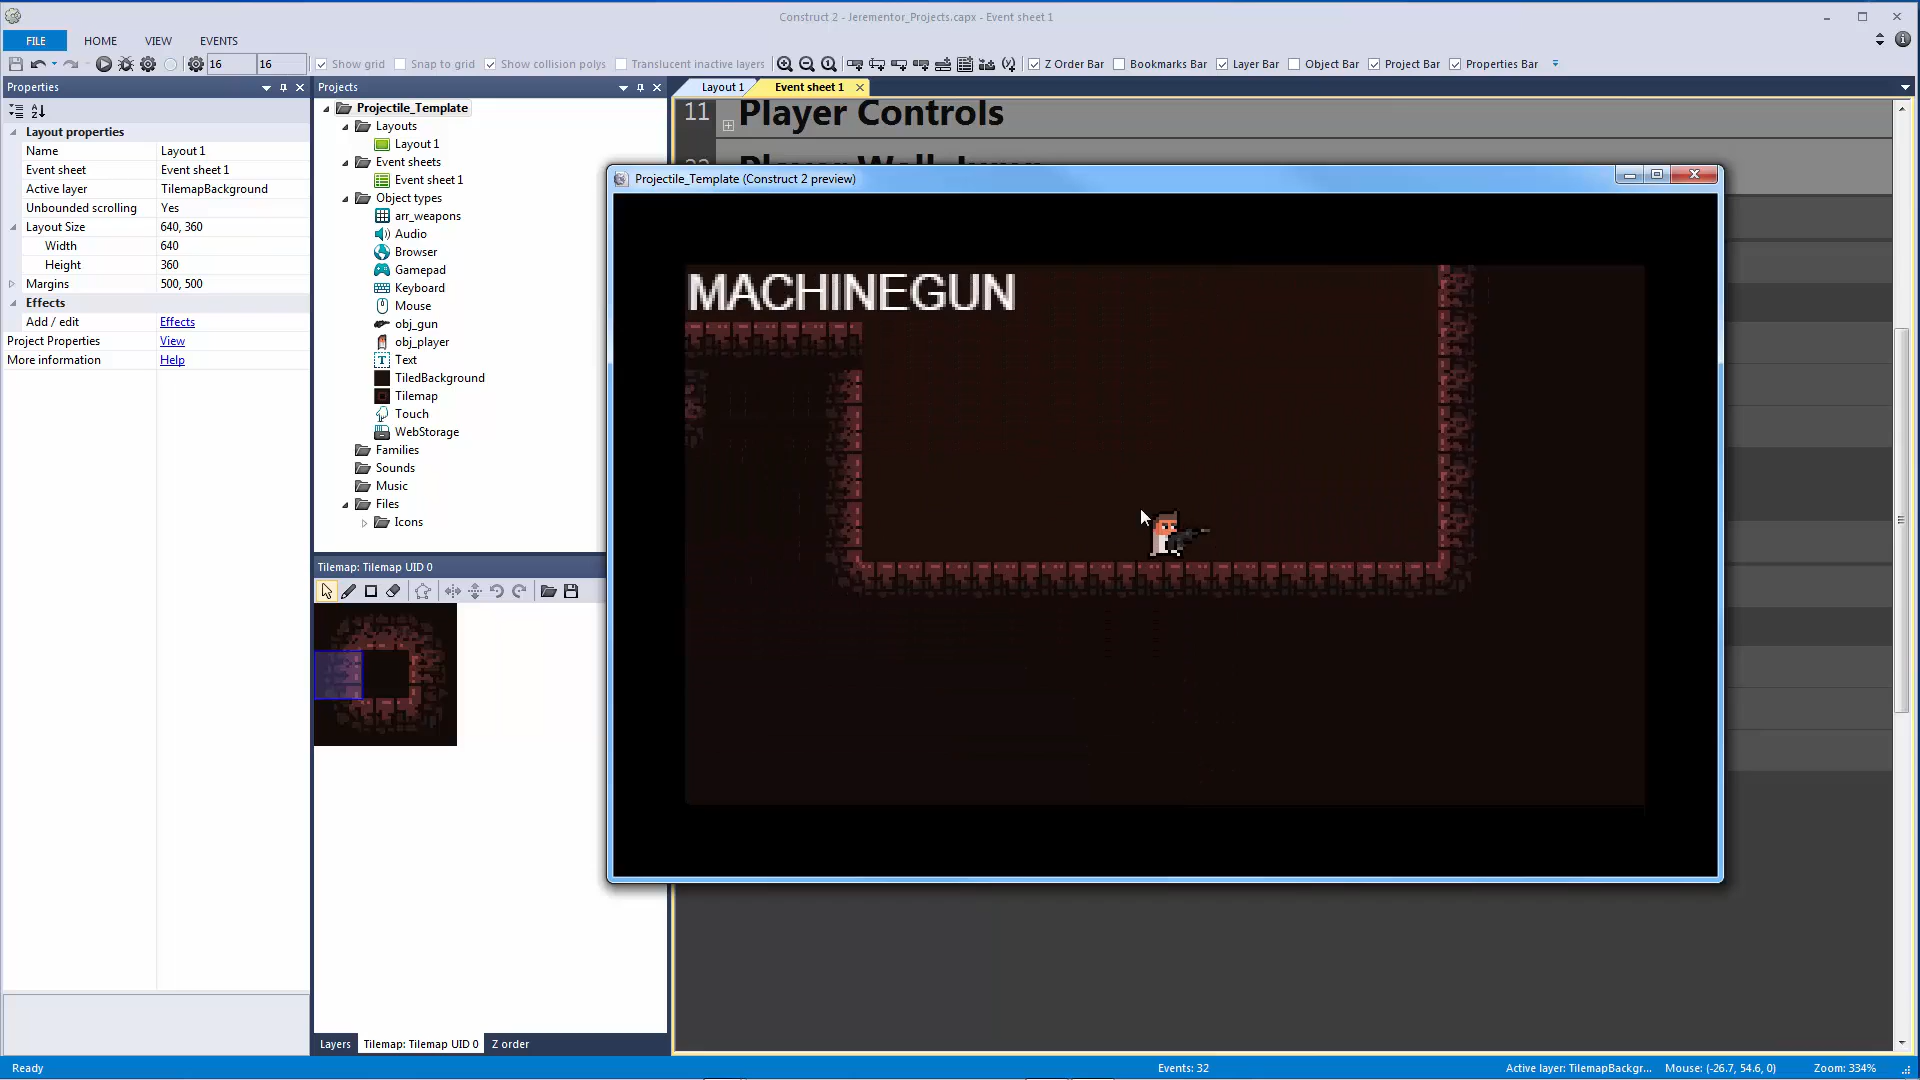 Construct 2 - Jerementor_Projects.capx - Event sheet 1
FILE HOME VIEW EVENTS
16 16 Show grid Snap to grid Show collision polys Translucent inactive layers Z Order Bar Bookmarks Bar Layer Bar Object Bar Project Bar Properties Bar
Properties
Layout properties
Name Layout 1
Event sheet Event sheet 1
Active layer TilemapBackground
Unbounded scrolling Yes
Layout Size 640, 360
Width 640
Height 360
Margins 500, 500
Effects
Add / edit Effects
Project Properties View
More information Help
Projects
Projectile_Template
Layouts
Layout 1
Event sheets
Event sheet 1
Object types
arr_weapons
Audio
Browser
Gamepad
Keyboard
Mouse
obj_gun
obj_player
Text
TiledBackground
Tilemap
Touch
WebStorage
Families
Sounds
Music
Files
Icons
Tilemap: Tilemap UID 0
Layers Tilemap: Tilemap UID 0 Z order
Layout 1 Event sheet 1
11 Player Controls
Projectile_Template (Construct 2 preview)
MACHINEGUN
Ready Events: 32 Active layer: TilemapBackgr... Mouse: (-26.7, 54.6, 0) Zoom: 334%